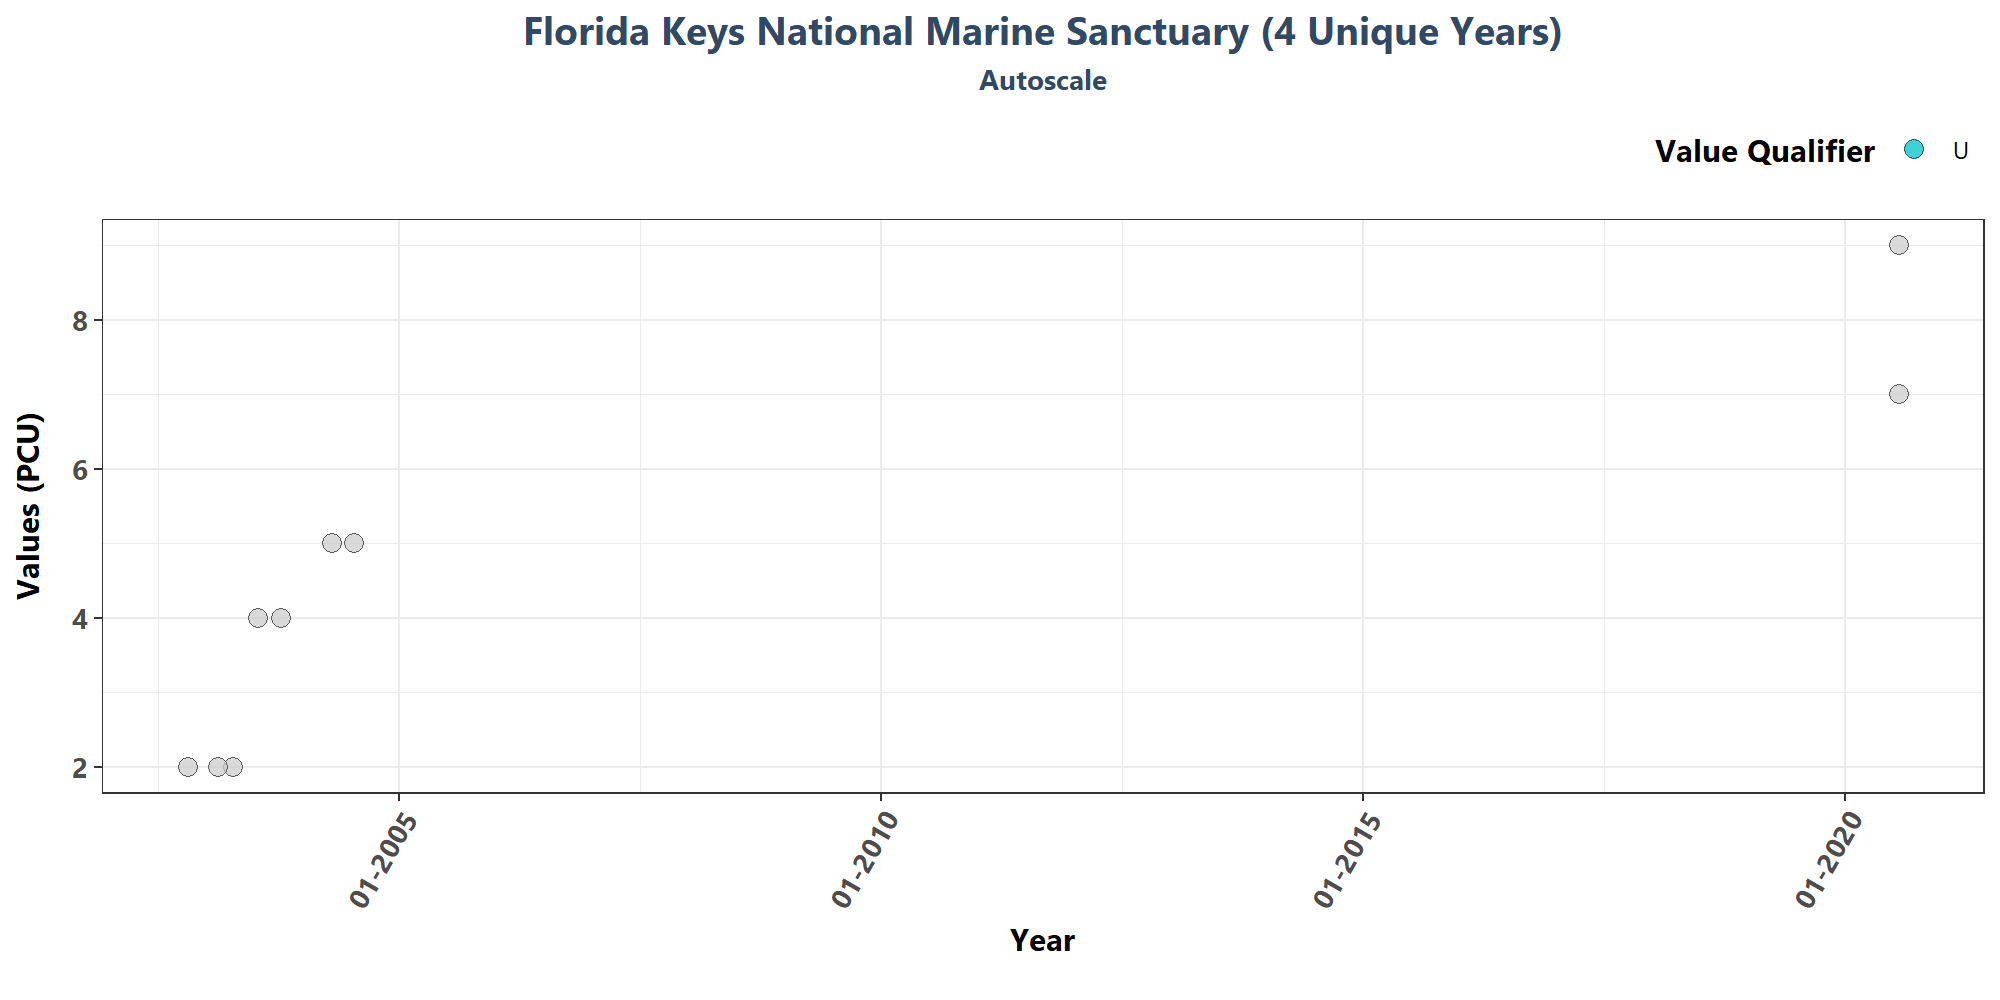 Florida Keys National Marine Sanctuary (4 Unique Years)
Autoscale
Value Qualifier U
Values (PCU)
8
6
4
2
01-2005 01-2010 01-2015 01-2020
Year